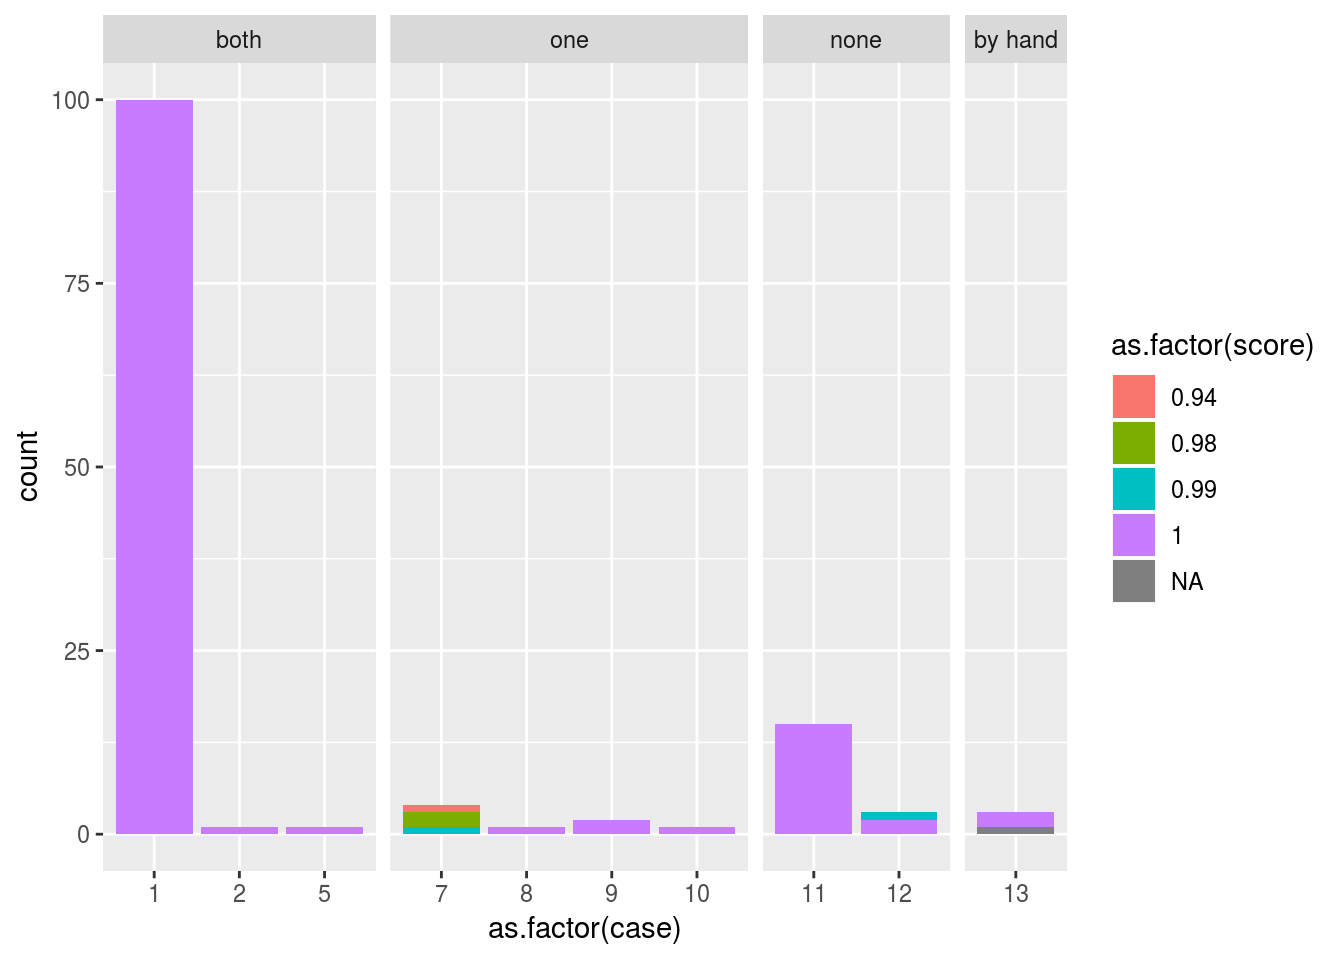 both one none by hand
100
75
50
25
0
count
1 2 5 7 8 9 10 11 12 13
as.factor(case)
as.factor(score)
0.94
0.98
0.99
1
NA